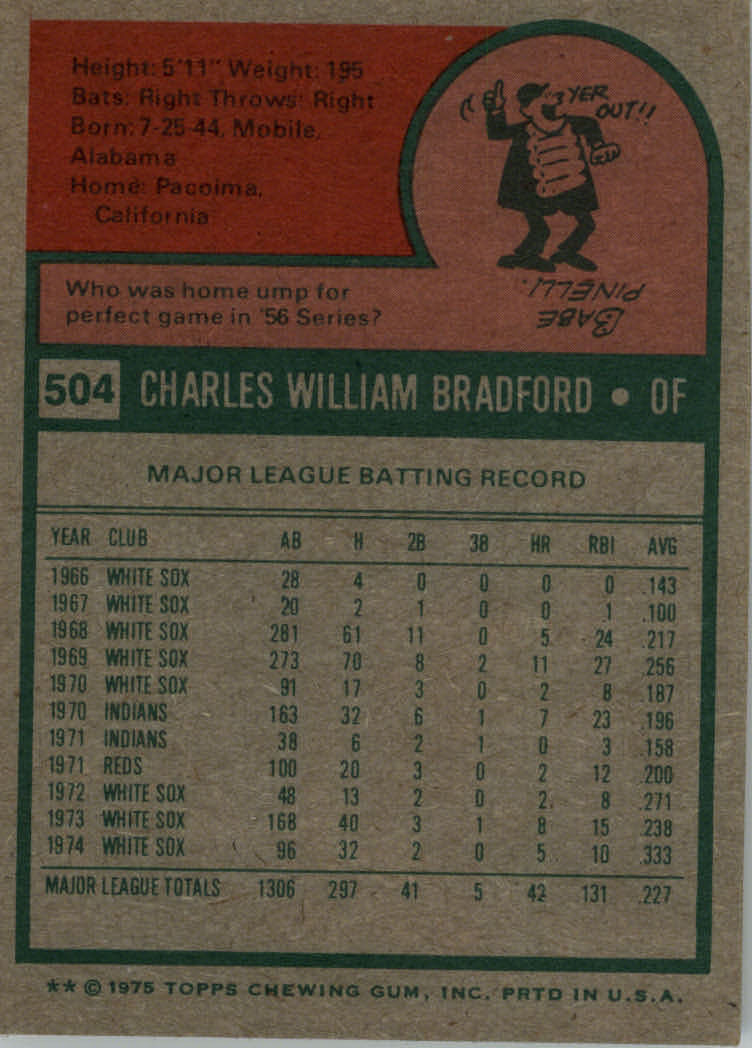 Height: 5'11" Weight: 195
Bats: Right Throws: Right
Born: 7-25-44, Mobile,
Alabama
Home: Pacoima,
California
YER
OUT!!
BABE
PINELLI.
Who was home ump for
perfect game in '56 Series?
504 CHARLES WILLIAM BRADFORD • OF
MAJOR LEAGUE BATTING RECORD
YEAR CLUB AB H 2B 3B HR RBI AVG
1966 WHITE SOX 28 4 0 0 0 0 .143
1967 WHITE SOX 20 2 1 0 0 1 .100
1968 WHITE SOX 281 61 11 0 5 24 .217
1969 WHITE SOX 273 70 8 2 11 27 .256
1970 WHITE SOX 91 17 3 0 2 8 .187
1970 INDIANS 163 32 6 1 7 23 .196
1971 INDIANS 38 6 2 1 0 3 .158
1971 REDS 100 20 3 0 2 12 .200
1972 WHITE SOX 48 13 2 0 2 8 .271
1973 WHITE SOX 168 40 3 1 8 15 .238
1974 WHITE SOX 96 32 2 0 5 10 .333
MAJOR LEAGUE TOTALS 1306 297 41 5 42 131 .227
** © 1975 TOPPS CHEWING GUM, INC. PRTD IN U.S.A.